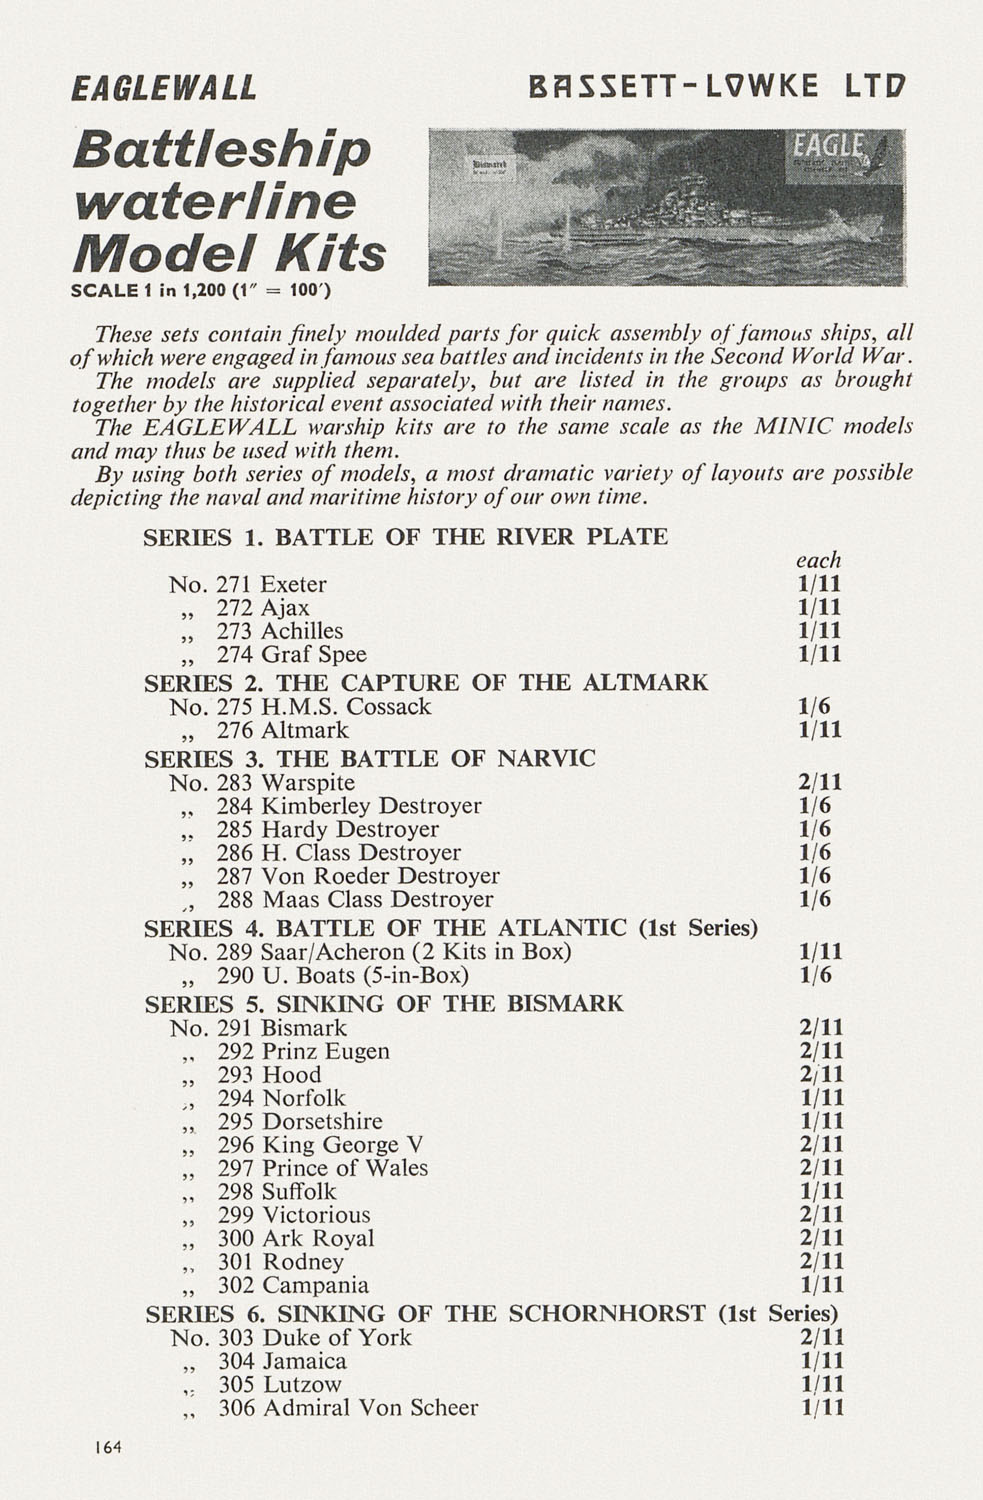 EAGLEWALL
BASSETT-LOWKE LTD
Battleship
waterline
Model Kits
SCALE 1 in 1,200 (1″ = 100′)
Bismarck
EAGLE
These sets contain finely moulded parts for quick assembly of famous ships, all
of which were engaged in famous sea battles and incidents in the Second World War.
The models are supplied separately, but are listed in the groups as brought
together by the historical event associated with their names.
The EAGLEWALL warship kits are to the same scale as the MINIC models
and may thus be used with them.
By using both series of models, a most dramatic variety of layouts are possible
depicting the naval and maritime history of our own time.
SERIES 1. BATTLE OF THE RIVER PLATE
each
No. 271 Exeter 1/11
,, 272 Ajax 1/11
,, 273 Achilles 1/11
,, 274 Graf Spee 1/11
SERIES 2. THE CAPTURE OF THE ALTMARK
No. 275 H.M.S. Cossack 1/6
,, 276 Altmark 1/11
SERIES 3. THE BATTLE OF NARVIC
No. 283 Warspite 2/11
,, 284 Kimberley Destroyer 1/6
,, 285 Hardy Destroyer 1/6
,, 286 H. Class Destroyer 1/6
,, 287 Von Roeder Destroyer 1/6
,, 288 Maas Class Destroyer 1/6
SERIES 4. BATTLE OF THE ATLANTIC (1st Series)
No. 289 Saar/Acheron (2 Kits in Box) 1/11
,, 290 U. Boats (5-in-Box) 1/6
SERIES 5. SINKING OF THE BISMARK
No. 291 Bismark 2/11
,, 292 Prinz Eugen 2/11
,, 293 Hood 2/11
,, 294 Norfolk 1/11
,, 295 Dorsetshire 1/11
,, 296 King George V 2/11
,, 297 Prince of Wales 2/11
,, 298 Suffolk 1/11
,, 299 Victorious 2/11
,, 300 Ark Royal 2/11
,, 301 Rodney 2/11
,, 302 Campania 1/11
SERIES 6. SINKING OF THE SCHORNHORST (1st Series)
No. 303 Duke of York 2/11
,, 304 Jamaica 1/11
,, 305 Lutzow 1/11
,, 306 Admiral Von Scheer 1/11
164